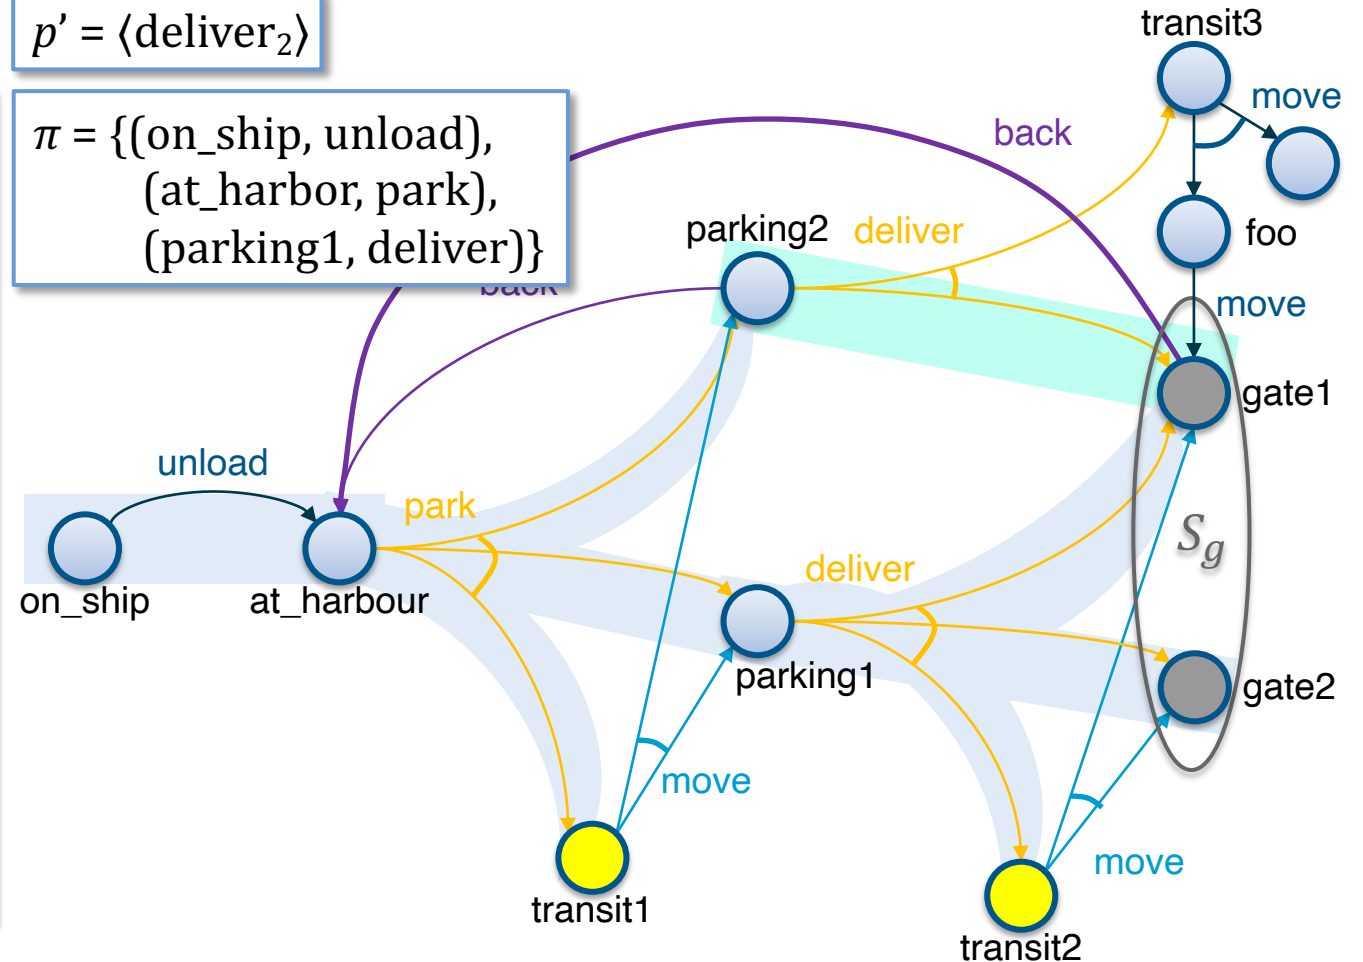 p’ = ⟨deliver₂⟩
π = {(on_ship, unload),
(at_harbor, park),
(parking1, deliver)}
transit3
move
back
parking2
deliver
foo
back
move
gate1
unload
park
S_g
deliver
on_ship
at_harbour
parking1
gate2
move
move
transit1
transit2